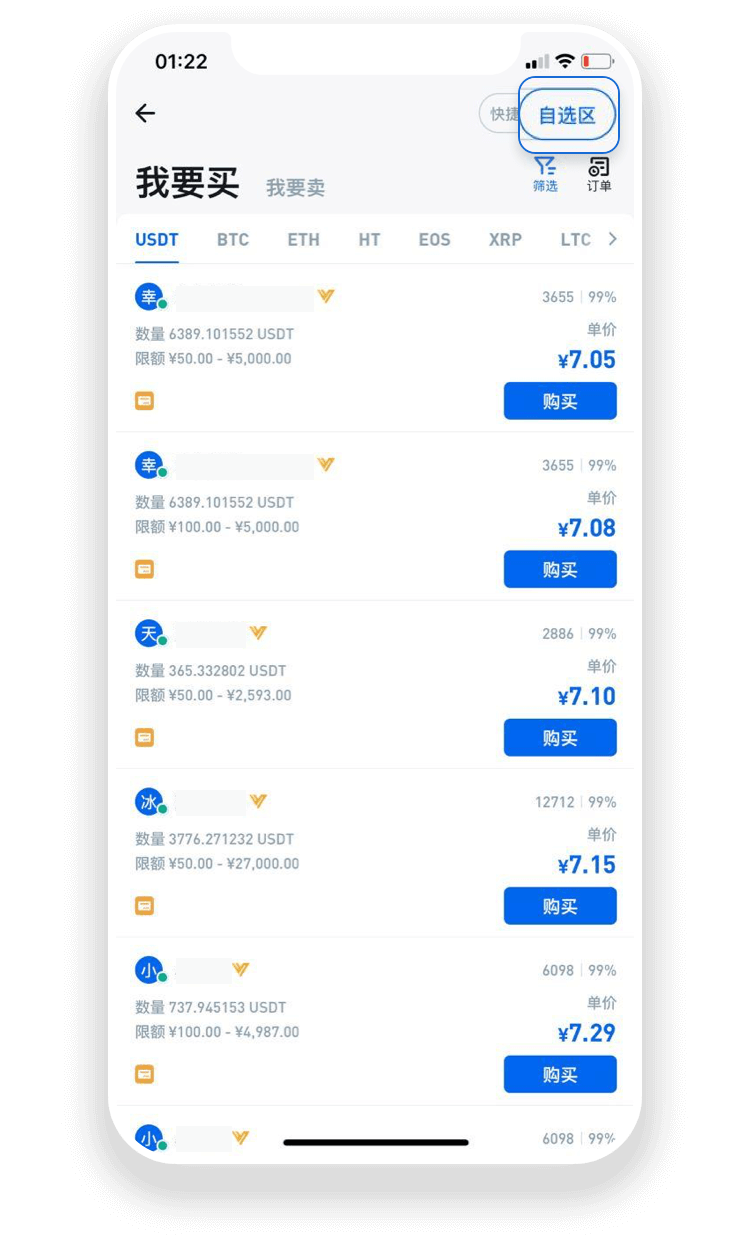 01:22
快捷
自选区
我要买
我要卖
筛选
订单
USDT BTC ETH HT EOS XRP LTC
幸
3655 | 99%
数量 6389.101552 USDT
单价
限额 ¥50.00 - ¥5,000.00
¥7.05
购买
幸
3655 | 99%
数量 6389.101552 USDT
单价
限额 ¥100.00 - ¥5,000.00
¥7.08
购买
天
2886 | 99%
数量 365.332802 USDT
单价
限额 ¥50.00 - ¥2,593.00
¥7.10
购买
冰
12712 | 99%
数量 3776.271232 USDT
单价
限额 ¥50.00 - ¥27,000.00
¥7.15
购买
小
6098 | 99%
数量 737.945153 USDT
单价
限额 ¥100.00 - ¥4,987.00
¥7.29
购买
小
6098 | 99%